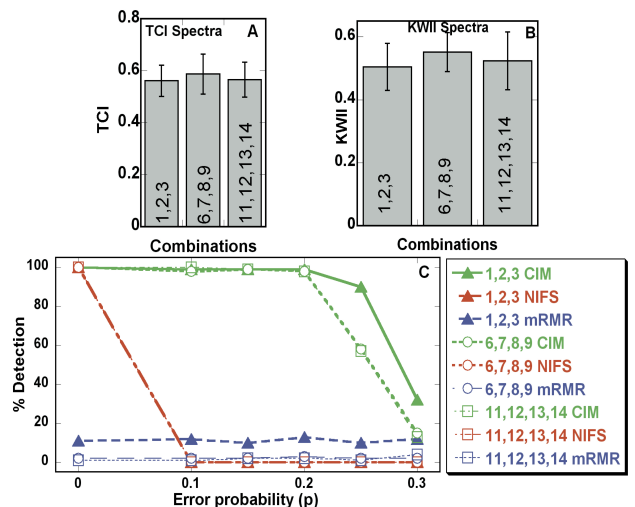 TCI Spectra
A
0.8
0.6
0.4
0.2
0
TCI
1,2,3
6,7,8,9
11,12,13,14
Combinations
KWII Spectra
B
0.6
0.4
0.2
0
KWII
1,2,3
6,7,8,9
11,12,13,14
Combinations
C
100
80
60
40
20
0
% Detection
0
0.1
0.2
0.3
Error probability (p)
1,2,3 CIM
1,2,3 NIFS
1,2,3 mRMR
6,7,8,9 CIM
6,7,8,9 NIFS
6,7,8,9 mRMR
11,12,13,14 CIM
11,12,13,14 NIFS
11,12,13,14 mRMR